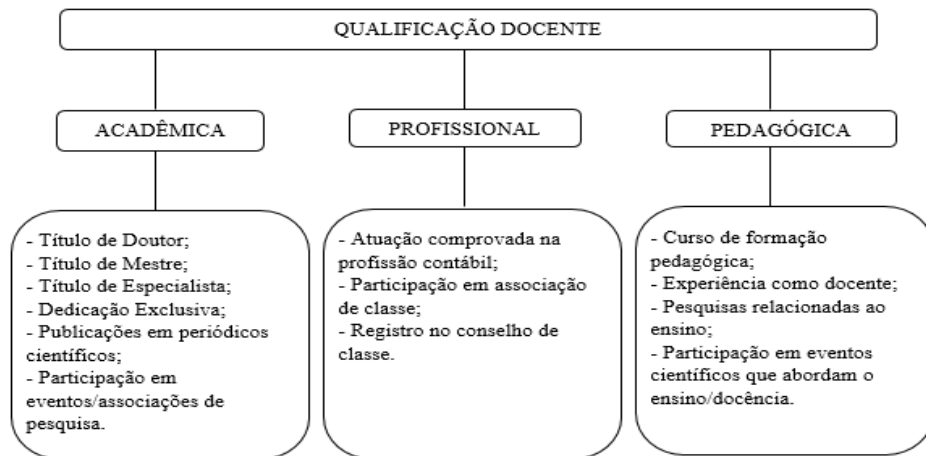 QUALIFICAÇÃO DOCENTE
ACADÊMICA
PROFISSIONAL
PEDAGÓGICA
- Título de Doutor;
- Título de Mestre;
- Título de Especialista;
- Dedicação Exclusiva;
- Publicações em periódicos
científicos;
- Participação em
eventos/associações de
pesquisa.
- Atuação comprovada na
profissão contábil;
- Participação em associação
de classe;
- Registro no conselho de
classe.
- Curso de formação
pedagógica;
- Experiência como docente;
- Pesquisas relacionadas ao
ensino;
- Participação em eventos
científicos que abordam o
ensino/docência.